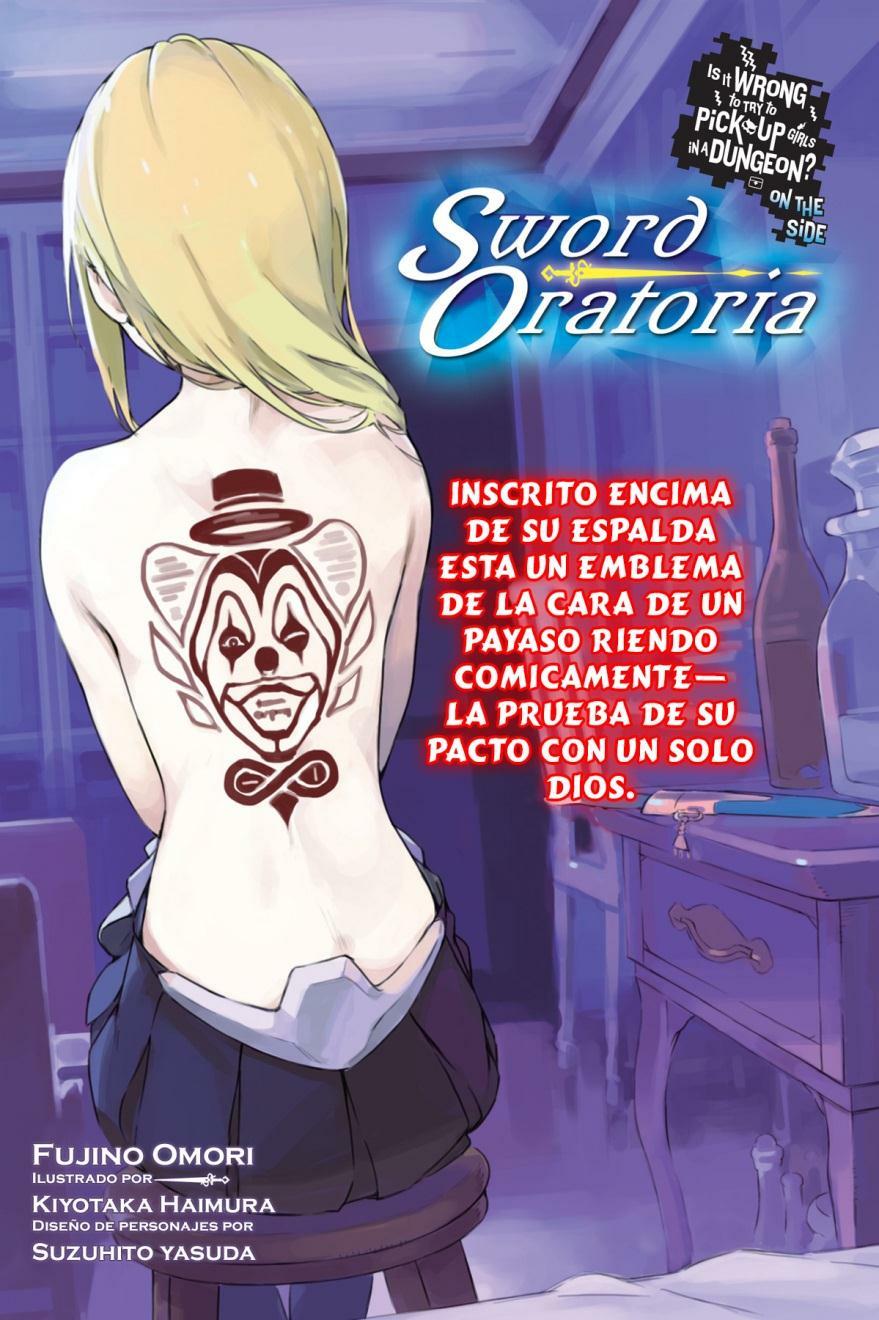 Is it WRONG
to TRY to
PiCK UP GiRLS
iN A DUNGEON?
ON THE
SiDE
Sword
Oratoria
INSCRITO ENCIMA
DE SU ESPALDA
ESTA UN EMBLEMA
DE LA CARA DE UN
PAYASO RIENDO
COMICAMENTE—
LA PRUEBA DE SU
PACTO CON UN SOLO
DIOS.
FUJINO OMORI
ILUSTRADO POR
KIYOTAKA HAIMURA
DISEÑO DE PERSONAJES POR
SUZUHITO YASUDA